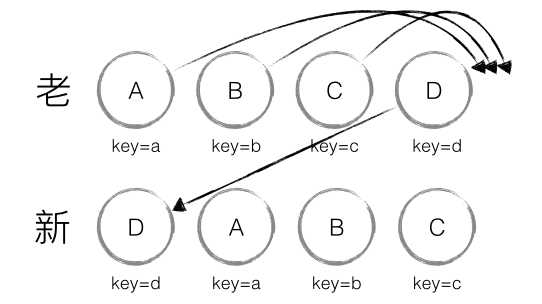 老 A B C D
key=a key=b key=c key=d
新 D A B C
key=d key=a key=b key=c